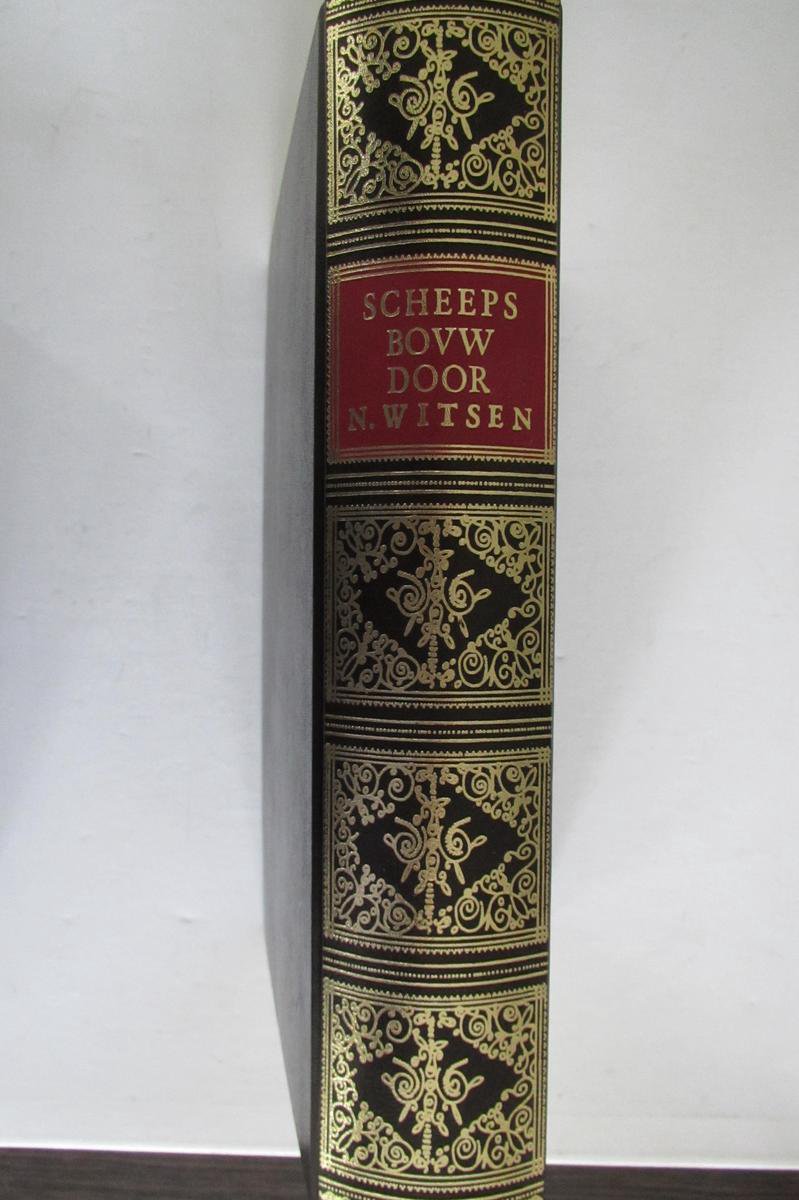 SCHEEPS
BOVW
DOOR
N. WITSEN